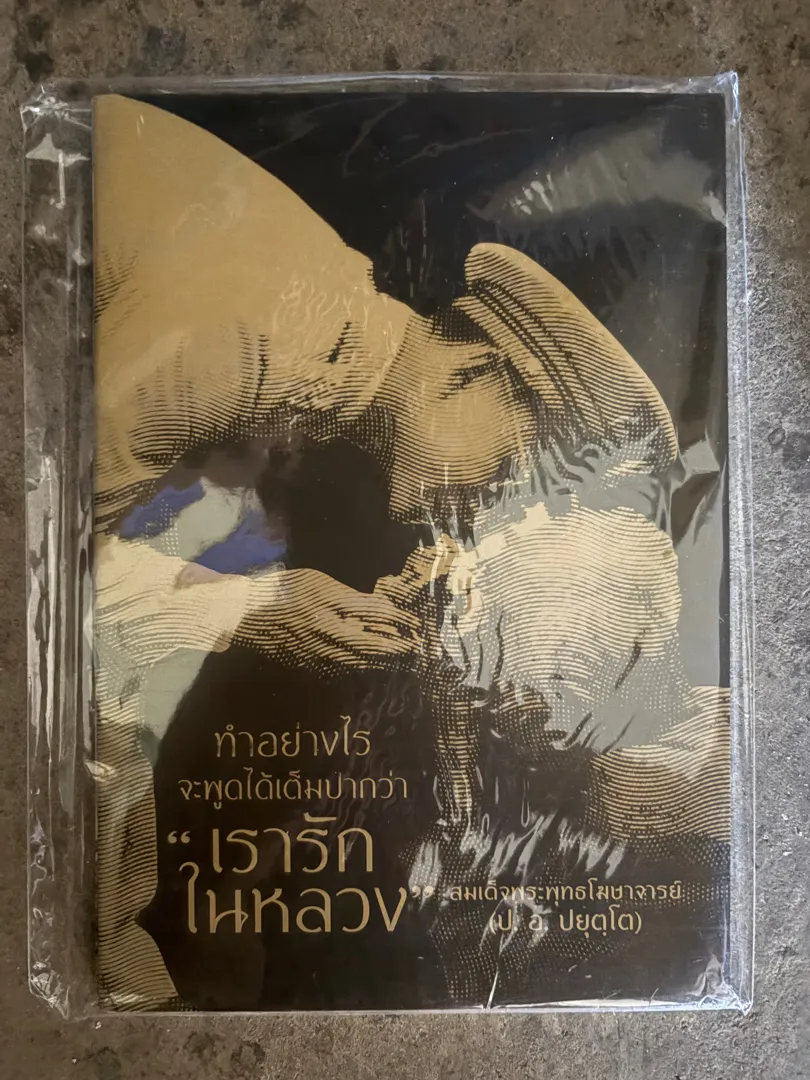 ทำอย่างไร
จะพูดได้เต็มปากว่า
“เรารัก
ในหลวง”
สมเด็จพระพุทธโฆษาจารย์
(ป. อ. ปยุตฺโต)